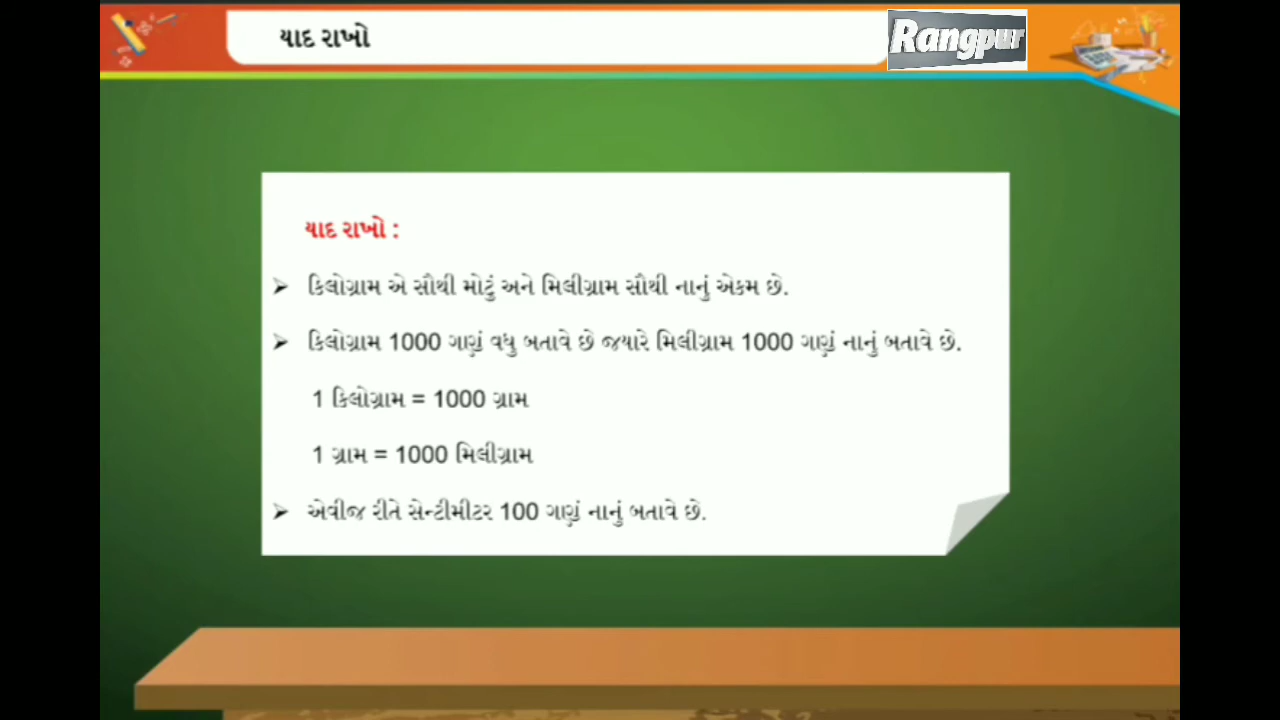 યાદ રાખો
Rangpur
યાદ રાખો :
➢ કિલોગ્રામ એ સૌથી મોટું અને મિલીગ્રામ સૌથી નાનું એકમ છે.
➢ કિલોગ્રામ 1000 ગણું વધુ બતાવે છે જયારે મિલીગ્રામ 1000 ગણું નાનું બતાવે છે.
1 કિલોગ્રામ = 1000 ગ્રામ
1 ગ્રામ = 1000 મિલીગ્રામ
➢ એવીજ રીતે સેન્ટીમીટર 100 ગણું નાનું બતાવે છે.